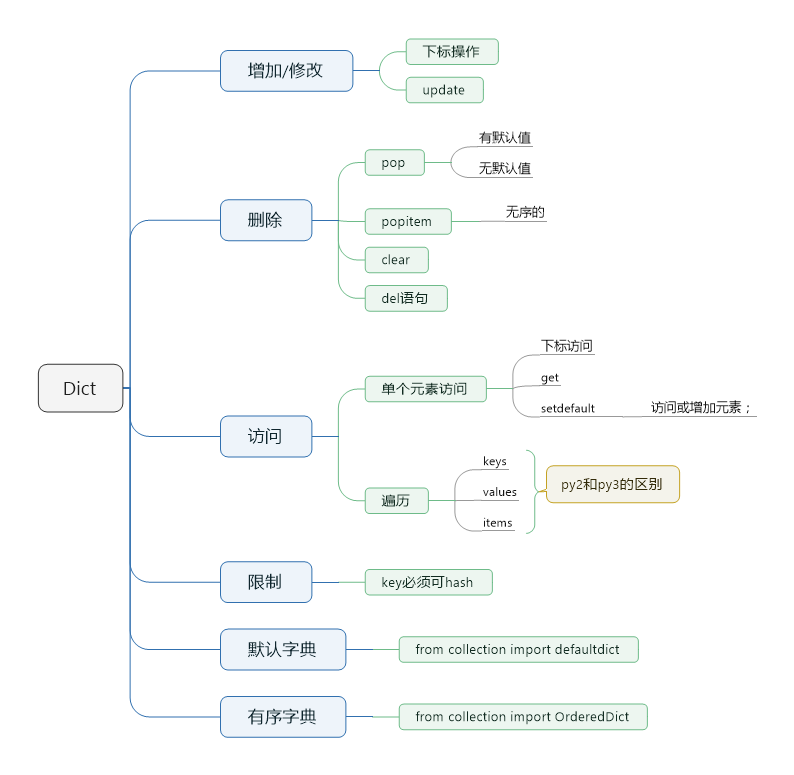 Dict
增加/修改
下标操作
update
删除
pop
有默认值
无默认值
popitem
无序的
clear
del语句
访问
单个元素访问
下标访问
get
setdefault
访问或增加元素；
遍历
keys
values
items
py2和py3的区别
限制
key必须可hash
默认字典
from collection import defaultdict
有序字典
from collection import OrderedDict